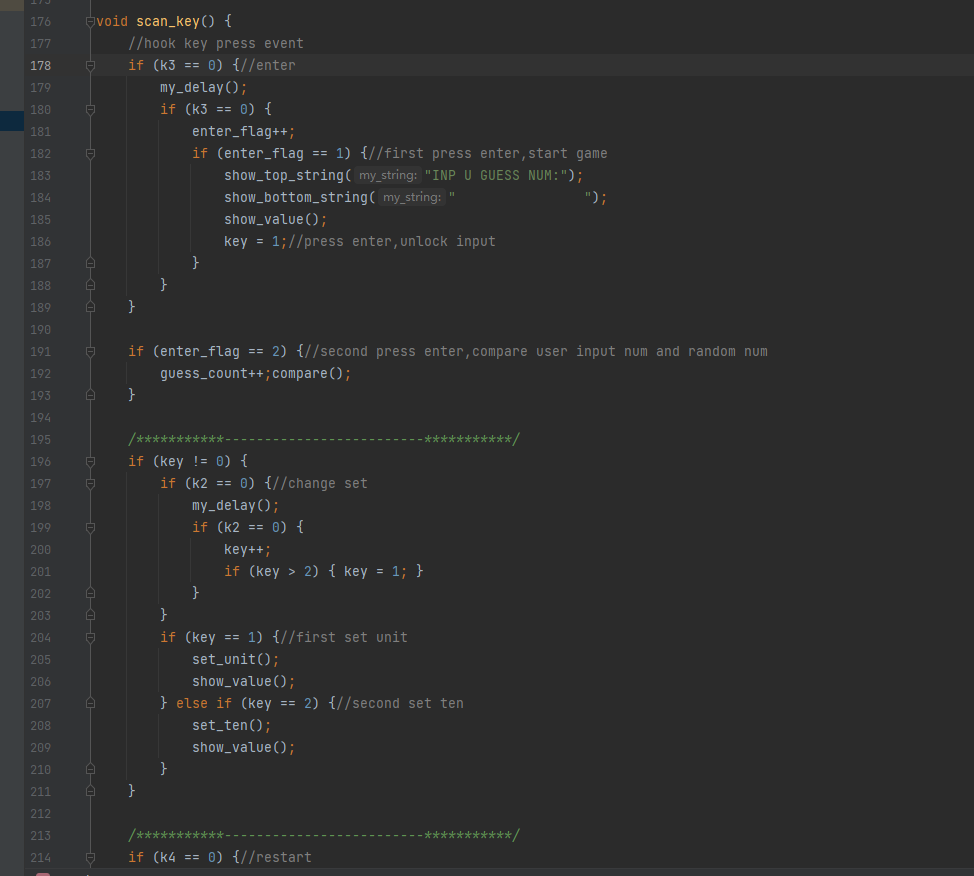 175
176 void scan_key() {
177     //hook key press event
178     if (k3 == 0) {//enter
179         my_delay();
180         if (k3 == 0) {
181             enter_flag++;
182             if (enter_flag == 1) {//first press enter,start game
183                 show_top_string( my_string: "INP U GUESS NUM:");
184                 show_bottom_string( my_string: "                ");
185                 show_value();
186                 key = 1;//press enter,unlock input
187             }
188         }
189     }
190
191     if (enter_flag == 2) {//second press enter,compare user input num and random num
192         guess_count++;compare();
193     }
194
195     /***********-------------------------***********/
196     if (key != 0) {
197         if (k2 == 0) {//change set
198             my_delay();
199             if (k2 == 0) {
200                 key++;
201                 if (key > 2) { key = 1; }
202             }
203         }
204         if (key == 1) {//first set unit
205             set_unit();
206             show_value();
207         } else if (key == 2) {//second set ten
208             set_ten();
209             show_value();
210         }
211     }
212
213     /***********-------------------------***********/
214     if (k4 == 0) {//restart